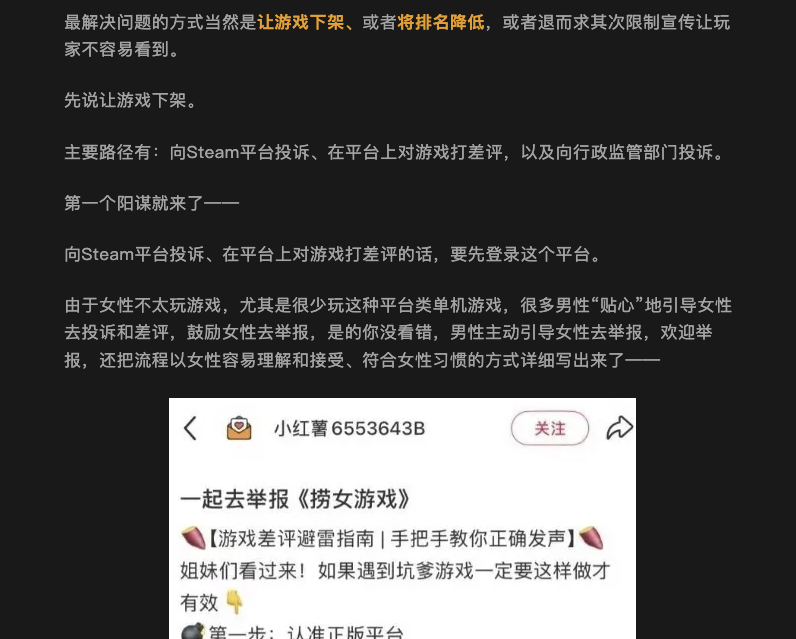 最解决问题的方式当然是让游戏下架、或者将排名降低，或者退而求其次限制宣传让玩
家不容易看到。
先说让游戏下架。
主要路径有：向Steam平台投诉、在平台上对游戏打差评，以及向行政监管部门投诉。
第一个阳谋就来了——
向Steam平台投诉、在平台上对游戏打差评的话，要先登录这个平台。
由于女性不太玩游戏，尤其是很少玩这种平台类单机游戏，很多男性“贴心”地引导女性
去投诉和差评，鼓励女性去举报，是的你没看错，男性主动引导女性去举报，欢迎举
报，还把流程以女性容易理解和接受、符合女性习惯的方式详细写出来了——
小红薯6553643B
关注
一起去举报《捞女游戏》
🍠【游戏差评避雷指南 | 手把手教你正确发声】🍠
姐妹们看过来！如果遇到坑爹游戏一定要这样做才
有效👇
💣第一步：认准正版平台